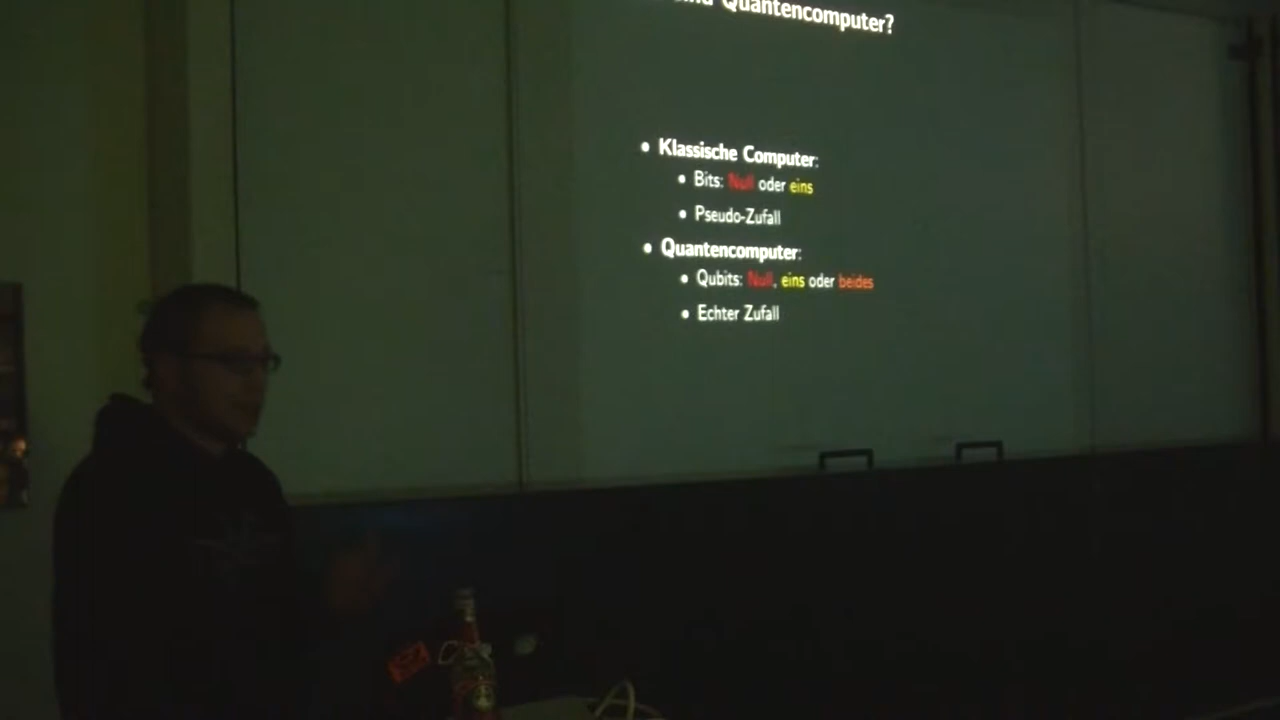 Quantencomputer?
• Klassische Computer:
• Bits: Null oder eins
• Pseudo-Zufall
• Quantencomputer:
• Qubits: Null, eins oder beides
• Echter Zufall